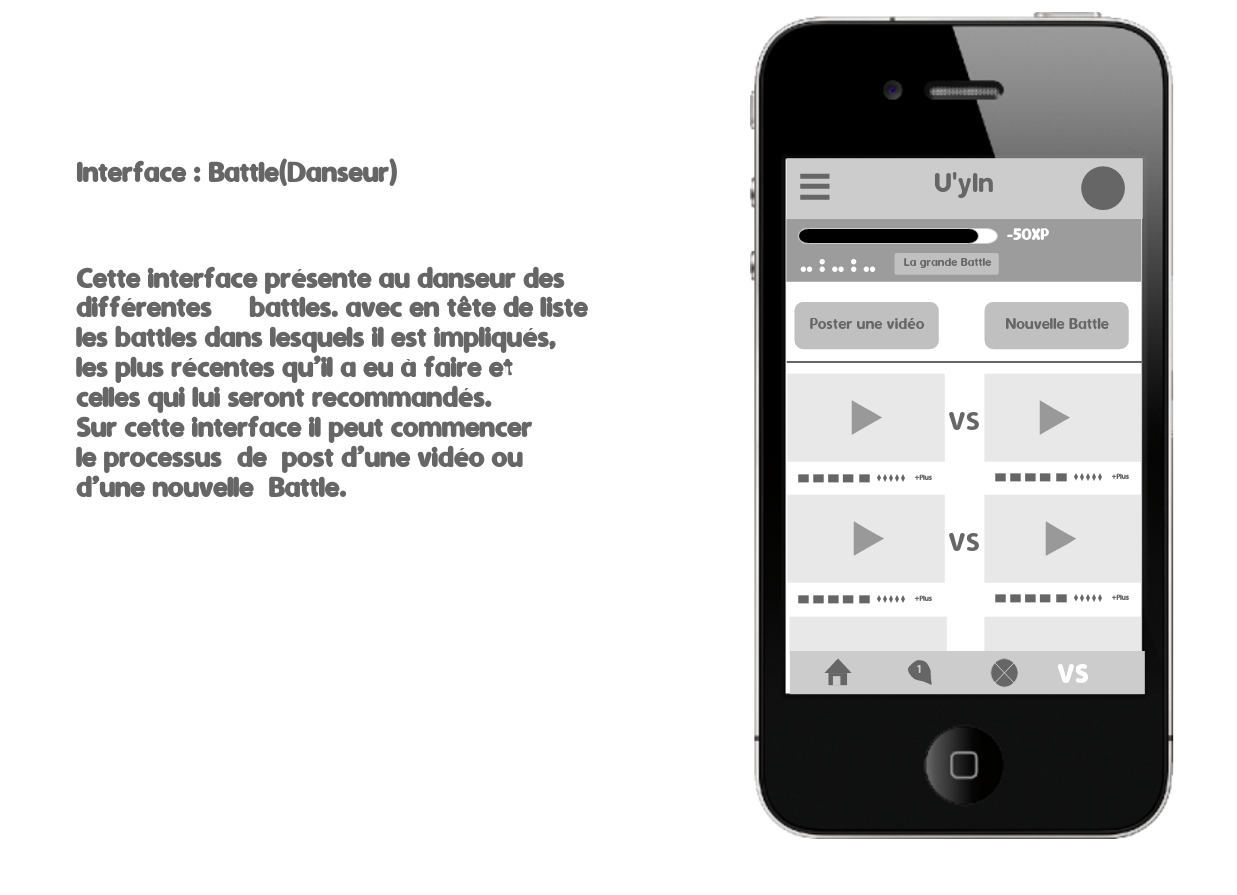 Interface : Battle(Danseur)
Cette interface présente au danseur des
différentes battles. avec en tête de liste
les battles dans lesquels il est impliqués,
les plus récentes qu'il a eu à faire et
celles qui lui seront recommandés.
Sur cette interface il peut commencer
le processus de post d'une vidéo ou
d'une nouvelle Battle.
U'yIn
-50XP
La grande Battle
Poster une vidéo Nouvelle Battle
VS
+Plus +Plus
VS
+Plus +Plus
1 VS